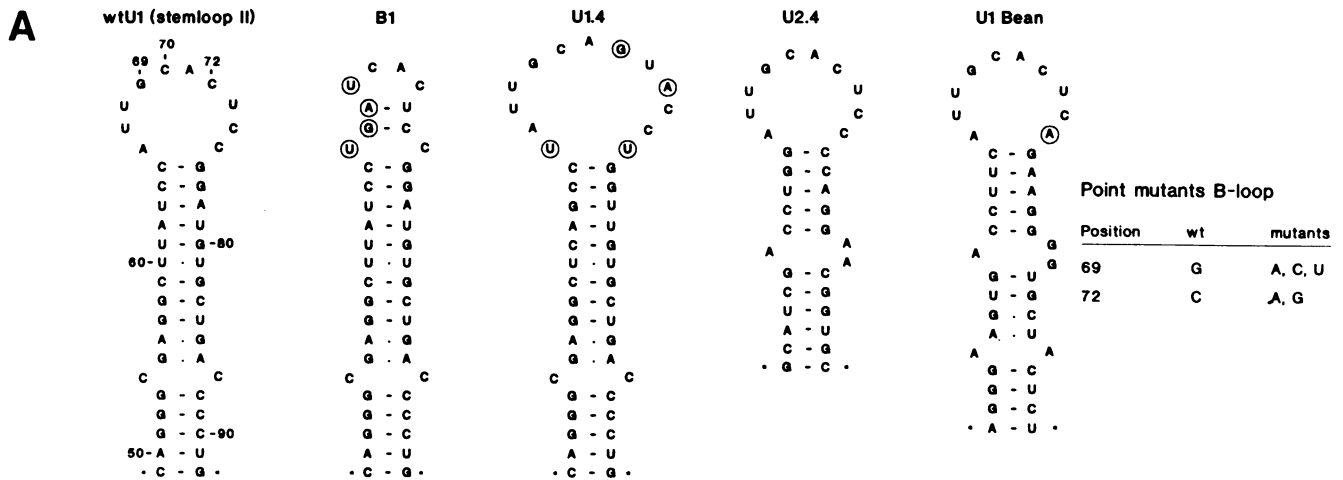 A
wtU1 (stemloop II)
70
69 72
C A
G C
U U
U C
A C
C - G
C - G
U - A
A - U
U - G -80
60- U - U
C - G
G - C
G - U
A · G
G · A
C C
G - C
G - C
G - C -90
50- A - U
· C - G ·
B1
C A
U C
A - U
G - C
U C
C - G
C - G
U - A
A - U
U - G
U - U
C - G
G - C
G - U
A · G
G · A
C C
G - C
G - C
G - C
A - U
· C - G ·
U1.4
A
C G
G U
U A
U C
A C
U U
C - G
C - G
G - U
A - U
C - G
U - U
C - G
G - C
G - U
A · G
G · A
C C
G - C
G - C
G - C
A - U
· C - G ·
U2.4
C A
G C
U U
U C
A C
G - C
G - C
U - A
C - G
C - G
A
A A
G - C
C - G
U - G
A - U
C - G
· G - C ·
U1 Bean
C A
G C
U U
U C
A A
C - G
U - A
U - A
C - G
C - G
G
A G
G - U
U - G
G · C
A - U
A A
G - C
G - U
G - C
· A - U ·
Point mutants B-loop
Position wt mutants
69 G A, C, U
72 C A, G